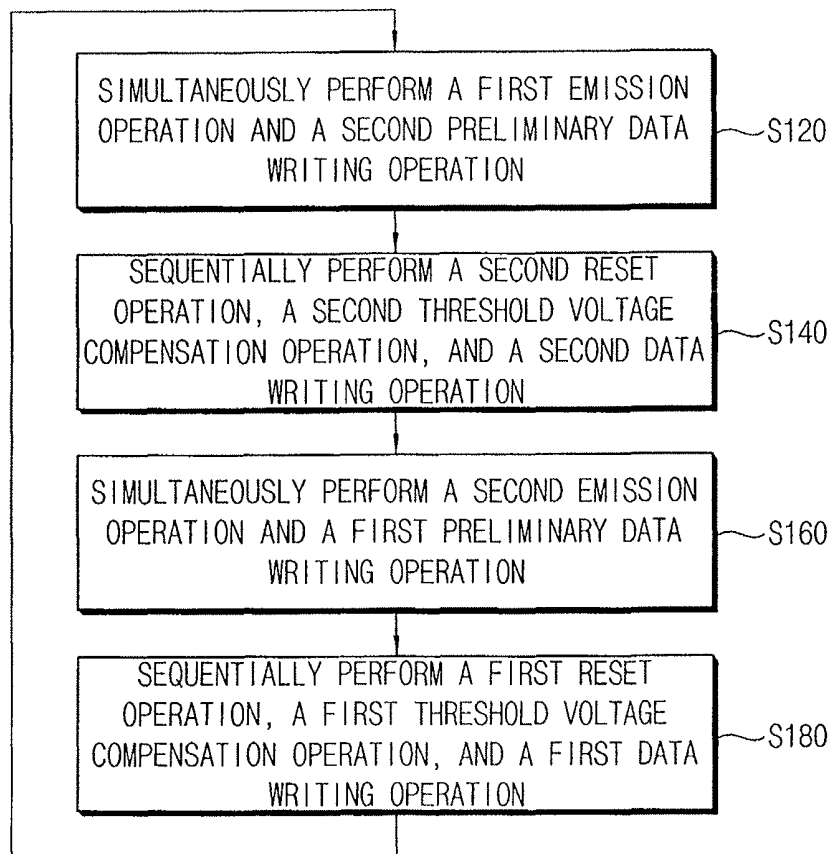 SIMULTANEOUSLY PERFORM A FIRST EMISSION
OPERATION AND A SECOND PRELIMINARY DATA
WRITING OPERATION
S120
SEQUENTIALLY PERFORM A SECOND RESET
OPERATION, A SECOND THRESHOLD VOLTAGE
COMPENSATION OPERATION, AND A SECOND DATA
WRITING OPERATION
S140
SIMULTANEOUSLY PERFORM A SECOND EMISSION
OPERATION AND A FIRST PRELIMINARY DATA
WRITING OPERATION
S160
SEQUENTIALLY PERFORM A FIRST RESET
OPERATION, A FIRST THRESHOLD VOLTAGE
COMPENSATION OPERATION, AND A FIRST DATA
WRITING OPERATION
S180